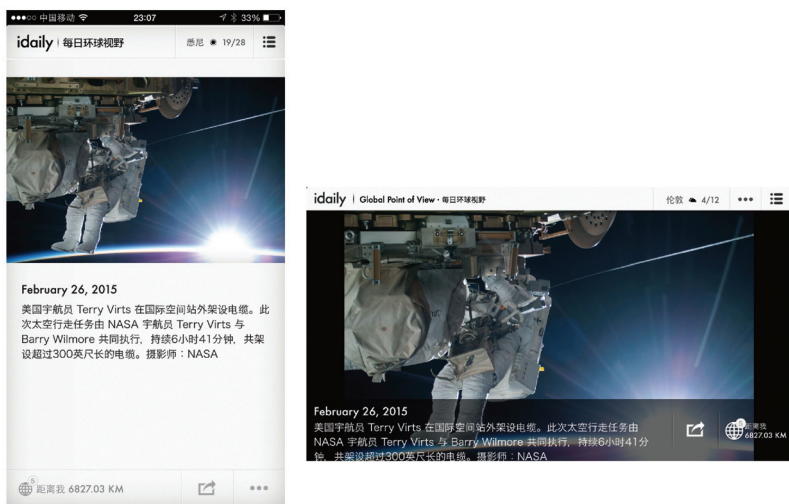 中国移动 23:07 33%
idaily 每日环球视野 悉尼 19/28
February 26, 2015
美国宇航员 Terry Virts 在国际空间站外架设电缆。此
次太空行走任务由 NASA 宇航员 Terry Virts 与
Barry Wilmore 共同执行，持续6小时41分钟，共架
设超过300英尺长的电缆。摄影师：NASA
5
距离我 6827.03 KM
idaily Global Point of View · 每日环球视野 伦敦 4/12
February 26, 2015
美国宇航员 Terry Virts 在国际空间站外架设电缆。此次太空行走任务由
NASA 宇航员 Terry Virts 与 Barry Wilmore 共同执行，持续6小时41分
钟，共架设超过300英尺长的电缆。摄影师：NASA
距离我
6827.03 KM